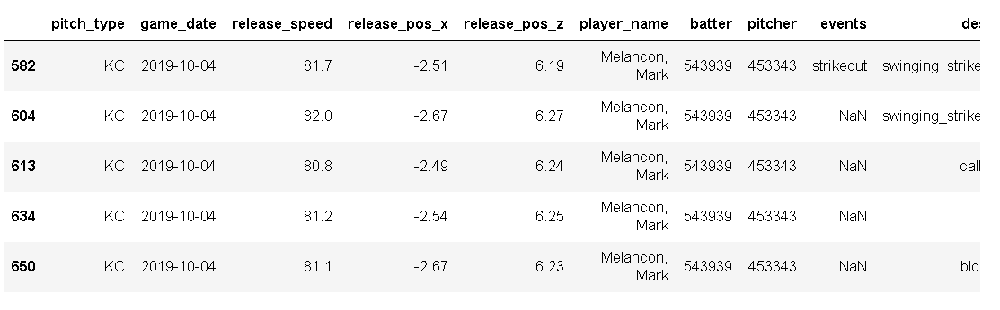 pitch_type game_date release_speed release_pos_x release_pos_z player_name batter pitcher events
582 KC 2019-10-04 81.7 -2.51 6.19 Melancon, Mark 543939 453343 strikeout swinging_strike
604 KC 2019-10-04 82.0 -2.67 6.27 Melancon, Mark 543939 453343 NaN swinging_strike
613 KC 2019-10-04 80.8 -2.49 6.24 Melancon, Mark 543939 453343 NaN
634 KC 2019-10-04 81.2 -2.54 6.25 Melancon, Mark 543939 453343 NaN
650 KC 2019-10-04 81.1 -2.67 6.23 Melancon, Mark 543939 453343 NaN